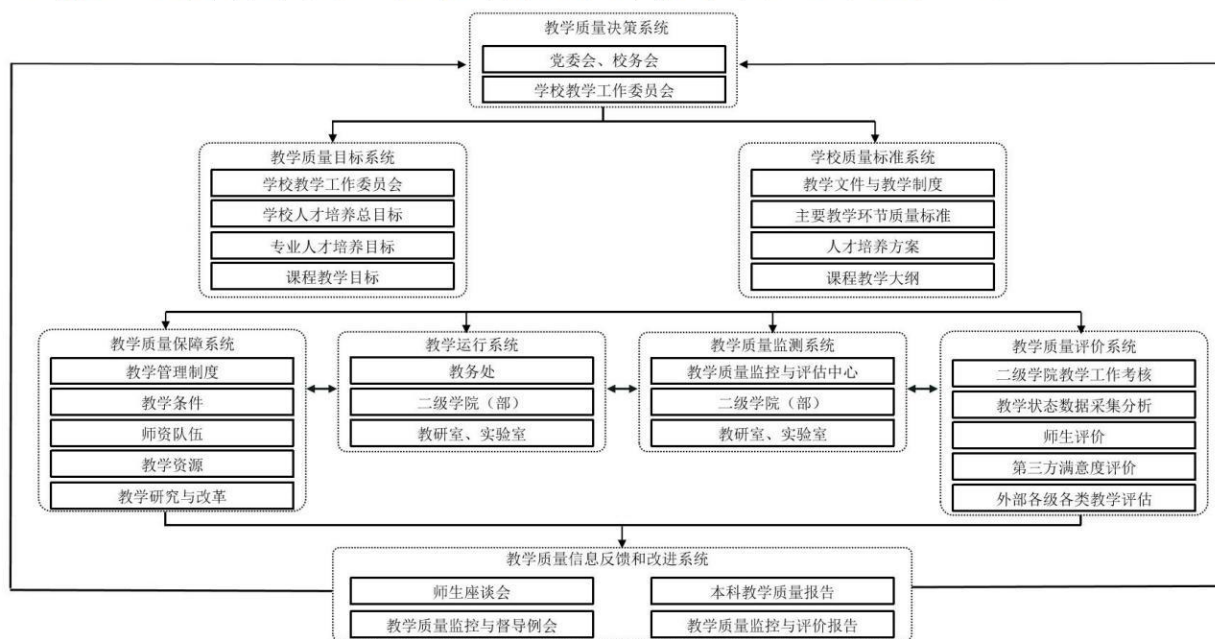 教学质量决策系统
党委会、校务会
学校教学工作委员会
教学质量目标系统
学校教学工作委员会
学校人才培养总目标
专业人才培养目标
课程教学目标
学校质量标准系统
教学文件与教学制度
主要教学环节质量标准
人才培养方案
课程教学大纲
教学质量保障系统
教学管理制度
教学条件
师资队伍
教学资源
教学研究与改革
教学运行系统
教务处
二级学院（部）
教研室、实验室
教学质量监测系统
教学质量监控与评估中心
二级学院（部）
教研室、实验室
教学质量评价系统
二级学院教学工作考核
教学状态数据采集分析
师生评价
第三方满意度评价
外部各级各类教学评估
教学质量信息反馈和改进系统
师生座谈会
本科教学质量报告
教学质量监控与督导例会
教学质量监控与评价报告